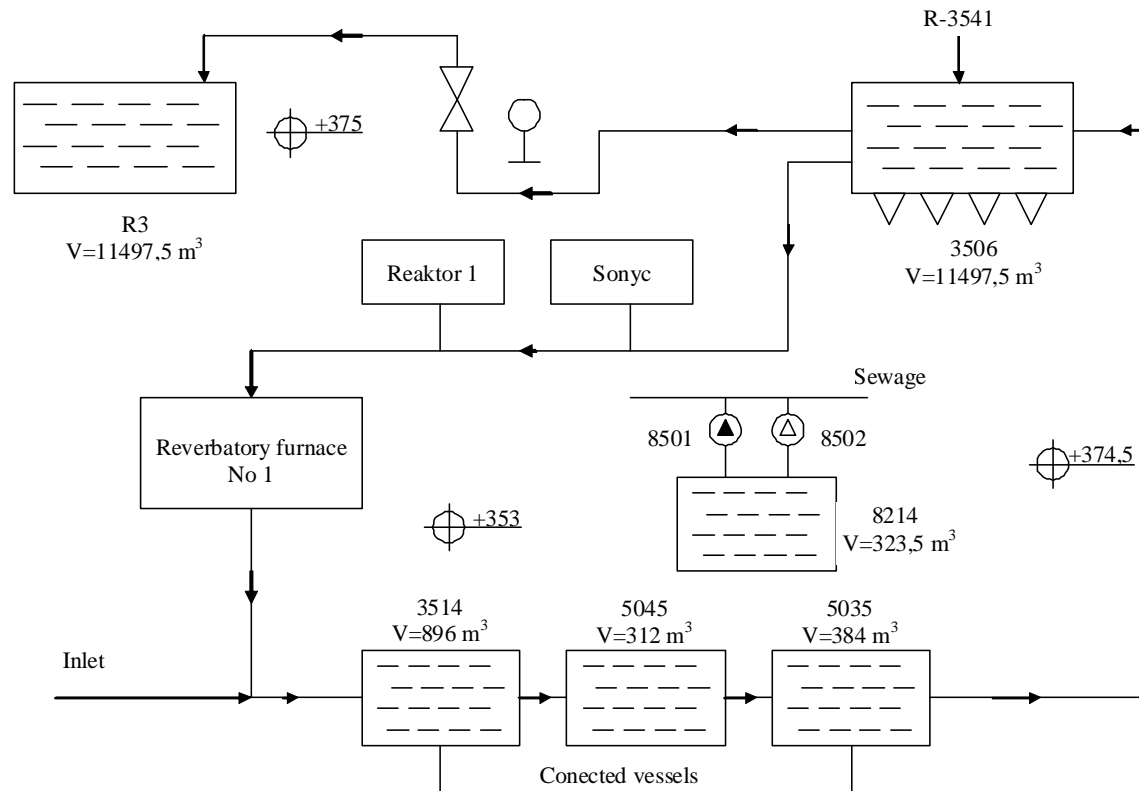 R-3541
+375
R3
V=11497,5 m³
3506
V=11497,5 m³
Reaktor 1
Sonyc
Sewage
8501
8502
Reverbatory furnace
No 1
+374,5
+353
8214
V=323,5 m³
3514
V=896 m³
5045
V=312 m³
5035
V=384 m³
Inlet
Conected vessels